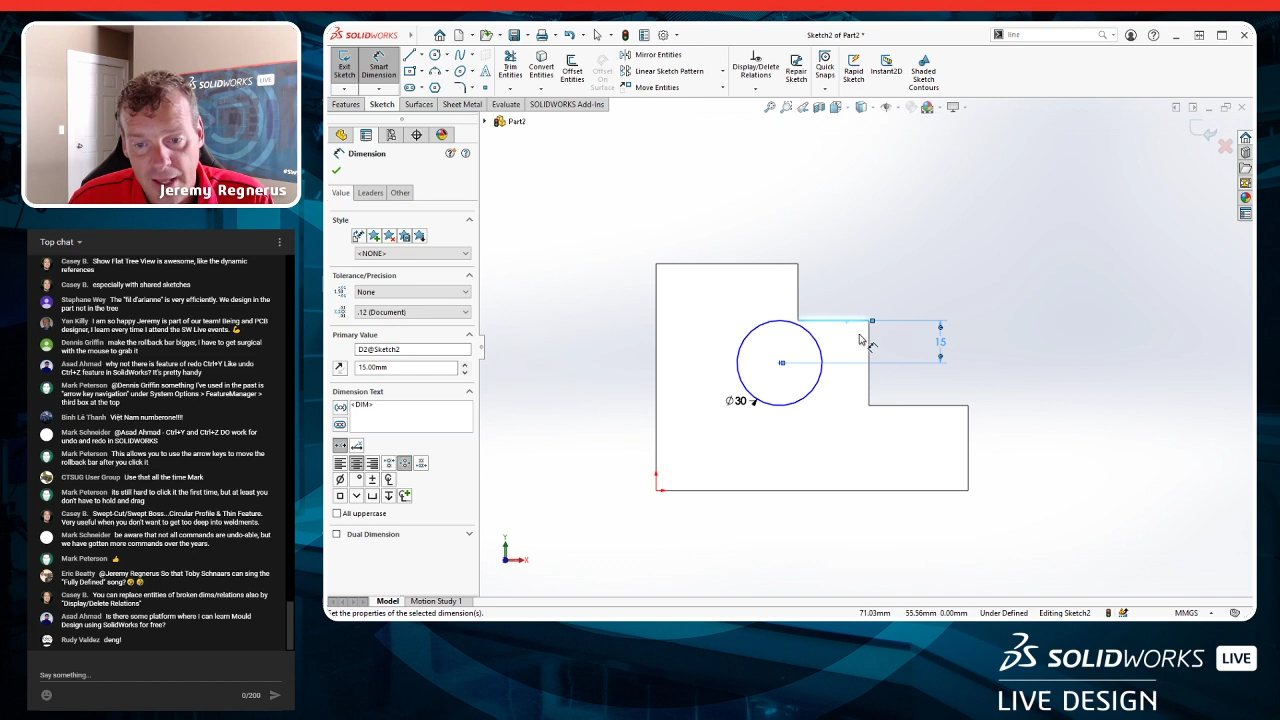 SOLIDWORKS LIVE
#SW
Jeremy Regnerus
Top chat
Casey B. Show Flat Tree View is awesome, like the dynamic
references
Casey B. especially with shared sketches
Stephane Wey The "fil d'arianne" is very efficiently. We design in the
part not in the tree
Yan Killy I am so happy Jeremy is part of our team! Being and PCB
designer, I learn every time I attend the SW Live events. 💪
Dennis Griffin make the rollback bar bigger, I have to get surgical
with the mouse to grab it
Asad Ahmad why not there is feature of redo Ctrl+Y Like undo
Ctrl+Z feature in SolidWorks? It's pretty handy
Mark Peterson @Dennis Griffin something I've used in the past is
"arrow key navigation" under System Options > FeatureManager >
third box at the top
Bình Lê Thanh Việt Nam numberone!!!!
Mark Schneider @Asad Ahmad - Ctrl+Y and Ctrl+Z DO work for
undo and redo in SOLIDWORKS
Mark Peterson This allows you to use the arrow keys to move the
rollback bar after you click it
CTSUG User Group Use that all the time Mark
Mark Peterson its still hard to click it the first time, but at least you
don't have to hold and drag
Casey B. Swept-Cut/Swept Boss...Circular Profile & Thin Feature.
Very useful when you don't want to get too deep into weldments.
Mark Schneider be aware that not all commands are undo-able, but
we have gotten more commands over the years.
Mark Peterson 👍
Eric Beatty @Jeremy Regnerus So that Toby Schnaars can sing the
"Fully Defined" song? 🤣🤣
Casey B. You can replace entities of broken dims/relations also by
"Display/Delete Relations"
Asad Ahmad Is there some platform where I can learn Mould
Design using SolidWorks for free?
Rudy Valdez deng!
Say something...
0/200
SOLIDWORKS
Sketch2 of Part2 *
line
Exit
Sketch
Smart
Dimension
Trim
Entities
Convert
Entities
Offset
Entities
Offset
On
Surface
Mirror Entities
Linear Sketch Pattern
Move Entities
Display/Delete
Relations
Repair
Sketch
Quick
Snaps
Rapid
Sketch
Instant2D
Shaded
Sketch
Contours
Features
Sketch
Surfaces
Sheet Metal
Evaluate
SOLIDWORKS Add-Ins
Part2
Dimension
Value
Leaders
Other
Style
<NONE>
Tolerance/Precision
None
.12 (Document)
Primary Value
D2@Sketch2
15.00mm
Dimension Text
<DIM>
All uppercase
Dual Dimension
15
Ø30
Y
X
Model
Motion Study 1
Set the properties of the selected dimension(s).
71.03mm
55.56mm 0.00mm
Under Defined
Editing Sketch2
MMGS
SOLIDWORKS LIVE
LIVE DESIGN